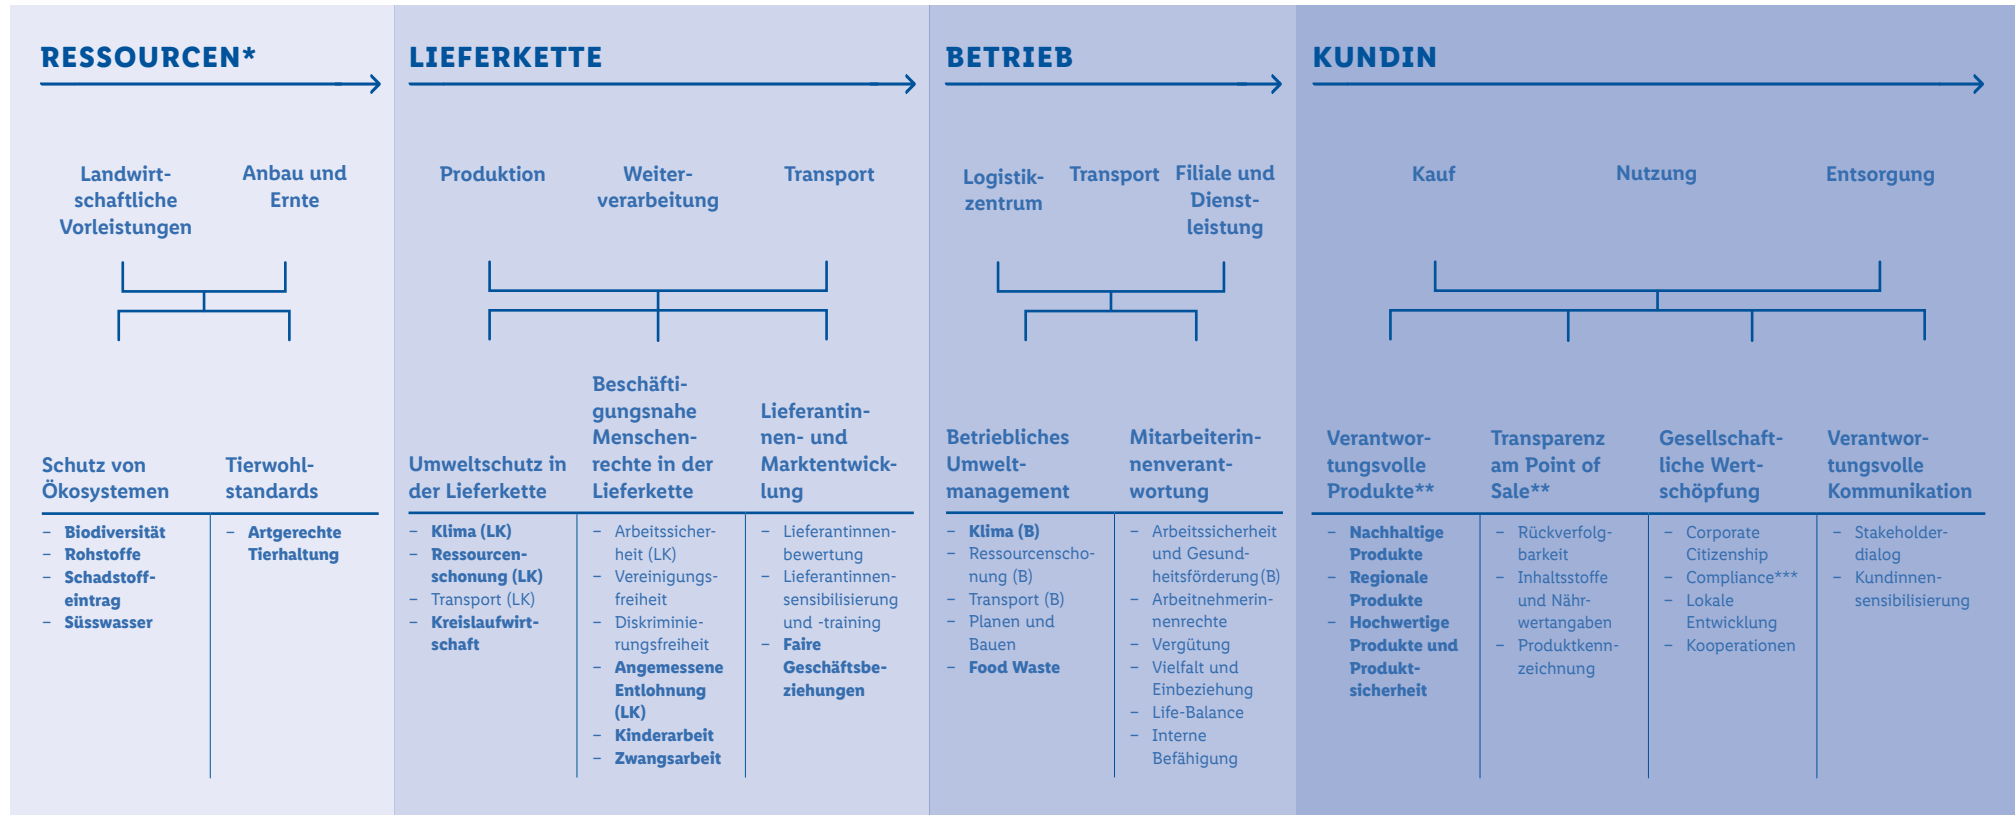 RESSOURCEN*
Landwirt-
schaftliche
Vorleistungen
Anbau und
Ernte
Schutz von
Ökosystemen
– Biodiversität
– Rohstoffe
– Schadstoff-
eintrag
– Süsswasser
Tierwohl-
standards
– Artgerechte
Tierhaltung
LIEFERKETTE
Produktion
Weiter-
verarbeitung
Transport
Umweltschutz in
der Lieferkette
– Klima (LK)
– Ressourcen-
schonung (LK)
– Transport (LK)
– Kreislaufwirt-
schaft
Beschäfti-
gungsnahe
Menschen-
rechte in der
Lieferkette
– Arbeitssicher-
heit (LK)
– Vereinigungs-
freiheit
– Diskriminie-
rungsfreiheit
– Angemessene
Entlohnung
(LK)
– Kinderarbeit
– Zwangsarbeit
Lieferantin-
nen- und
Marktentwick-
lung
– Lieferantinnen-
bewertung
– Lieferantinnen-
sensibilisierung
und -training
– Faire
Geschäftsbe-
ziehungen
BETRIEB
Logistik-
zentrum
Transport
Filiale und
Dienst-
leistung
Betriebliches
Umwelt-
management
– Klima (B)
– Ressourcenscho-
nung (B)
– Transport (B)
– Planen und
Bauen
– Food Waste
Mitarbeiterin-
nenverant-
wortung
– Arbeitssicherheit
und Gesund-
heitsförderung (B)
– Arbeitnehmerin-
nenrechte
– Vergütung
– Vielfalt und
Einbeziehung
– Life-Balance
– Interne
Befähigung
KUNDIN
Kauf
Nutzung
Entsorgung
Verantwor-
tungsvolle
Produkte**
– Nachhaltige
Produkte
– Regionale
Produkte
– Hochwertige
Produkte und
Produkt-
sicherheit
Transparenz
am Point of
Sale**
– Rückverfolg-
barkeit
– Inhaltsstoffe
und Nähr-
wertangaben
– Produktkenn-
zeichnung
Gesellschaft-
liche Wert-
schöpfung
– Corporate
Citizenship
– Compliance***
– Lokale
Entwicklung
– Kooperationen
Verantwor-
tungsvolle
Kommunikation
– Stakeholder-
dialog
– Kundinnen-
sensibilisierung